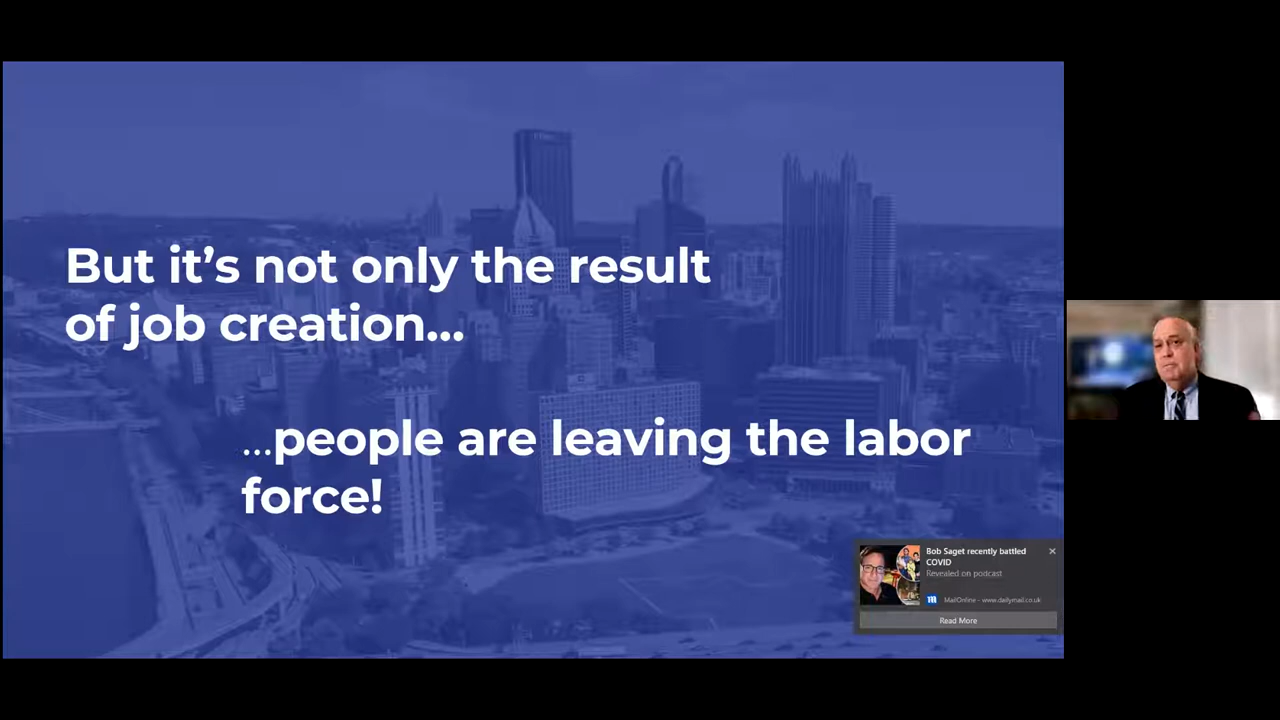 But it's not only the result
of job creation...
...people are leaving the labor
force!
Bob Saget recently battled
COVID
Revealed on podcast
m MailOnline - www.dailymail.co.uk
Read More